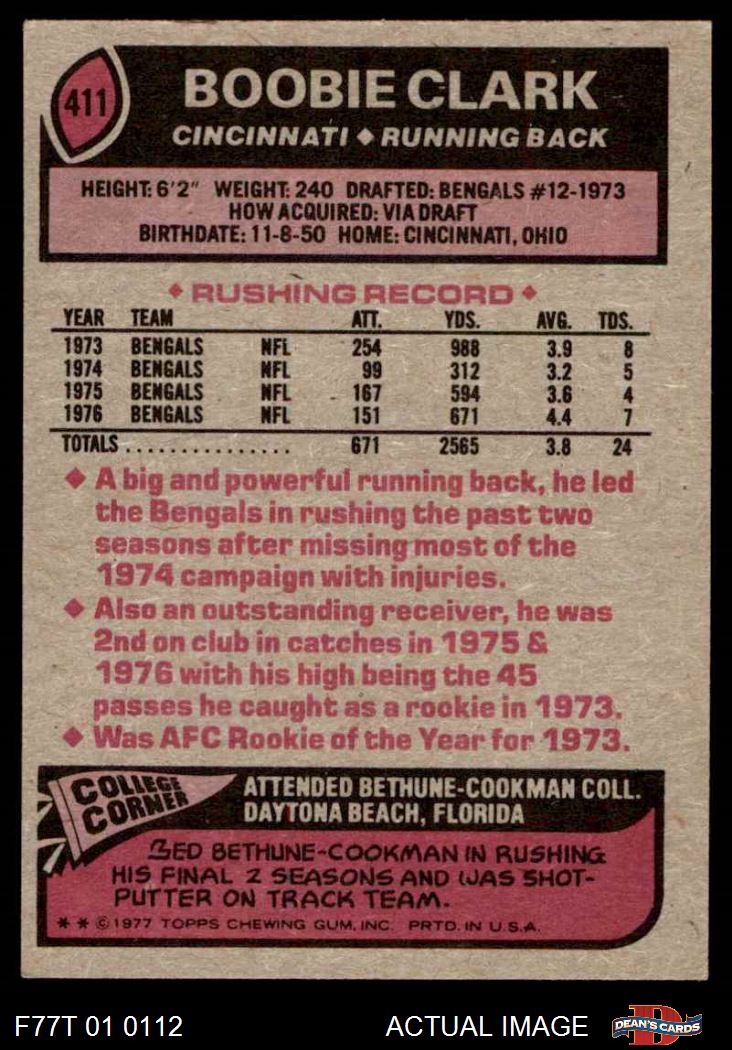 411
BOOBIE CLARK
CINCINNATI ◆ RUNNING BACK
HEIGHT: 6'2" WEIGHT: 240 DRAFTED: BENGALS #12-1973
HOW ACQUIRED: VIA DRAFT
BIRTHDATE: 11-8-50 HOME: CINCINNATI, OHIO
◆ RUSHING RECORD ◆
YEAR TEAM ATT. YDS. AVG. TDS.
1973 BENGALS NFL 254 988 3.9 8
1974 BENGALS NFL 99 312 3.2 5
1975 BENGALS NFL 167 594 3.6 4
1976 BENGALS NFL 151 671 4.4 7
TOTALS . . . . . . . . . . . . . . . 671 2565 3.8 24
◆ A big and powerful running back, he led
the Bengals in rushing the past two
seasons after missing most of the
1974 campaign with injuries.
◆ Also an outstanding receiver, he was
2nd on club in catches in 1975 &
1976 with his high being the 45
passes he caught as a rookie in 1973.
◆ Was AFC Rookie of the Year for 1973.
COLLEGE
CORNER
ATTENDED BETHUNE-COOKMAN COLL.
DAYTONA BEACH, FLORIDA
BETHUNE-COOKMAN IN RUSHING
HIS FINAL 2 SEASONS AND WAS SHOT-
PUTTER ON TRACK TEAM.
* * © 1977 TOPPS CHEWING GUM, INC. PRTD. IN U.S.A.
F77T 01 0112 ACTUAL IMAGE
D
DEAN'S CARDS